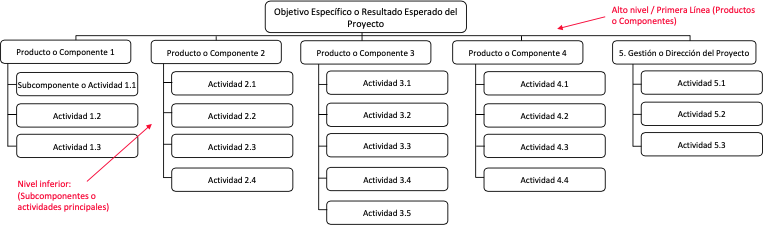 Objetivo Específico o Resultado Esperado del
Proyecto
Alto nivel / Primera Línea (Productos
o Componentes)
Producto o Componente 1
Producto o Componente 2
Producto o Componente 3
Producto o Componente 4
5. Gestión o Dirección del Proyecto
Subcomponente o Actividad 1.1
Actividad 1.2
Actividad 1.3
Actividad 2.1
Actividad 2.2
Actividad 2.3
Actividad 2.4
Actividad 3.1
Actividad 3.2
Actividad 3.3
Actividad 3.4
Actividad 3.5
Actividad 4.1
Actividad 4.2
Actividad 4.3
Actividad 4.4
Actividad 5.1
Actividad 5.2
Actividad 5.3
Nivel inferior:
(Subcomponentes o
actividades principales)